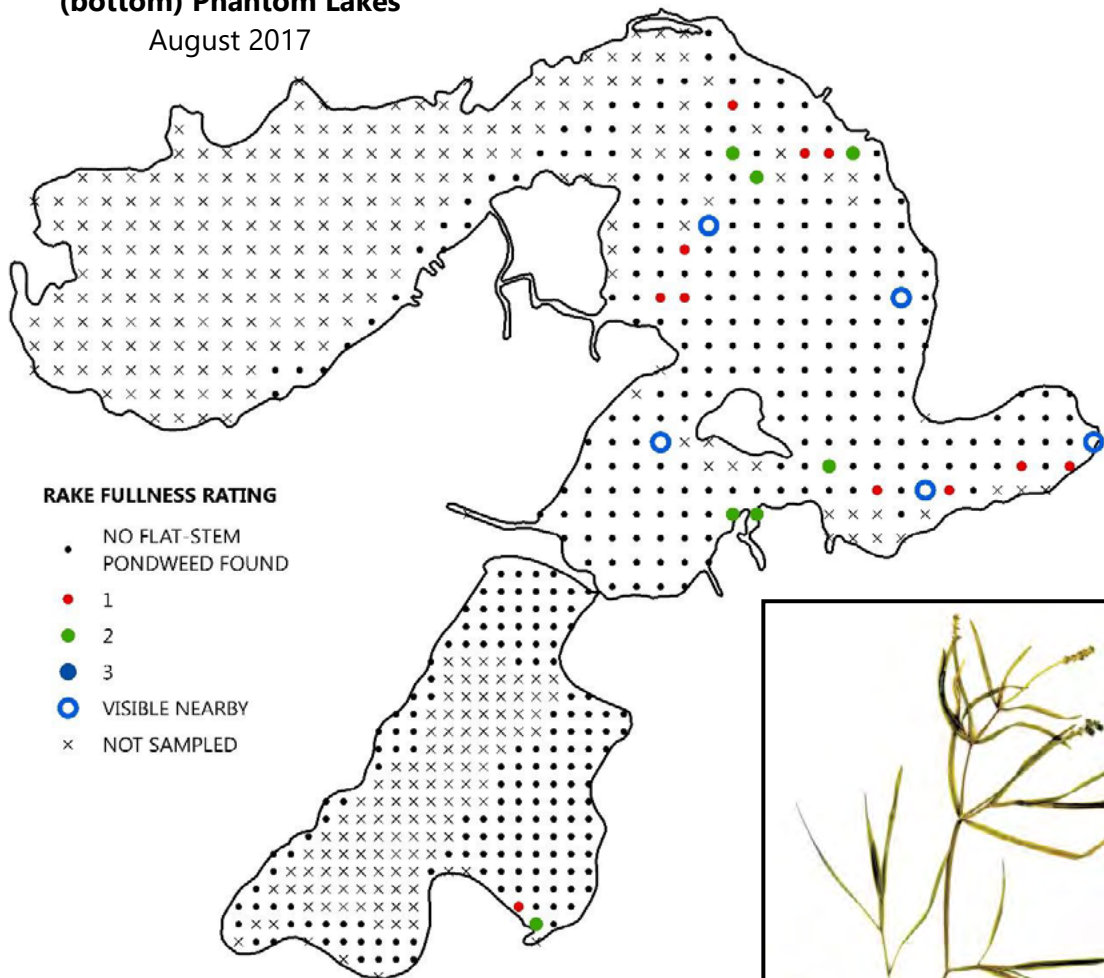 (bottom) Phantom Lakes
August 2017
RAKE FULLNESS RATING
NO FLAT-STEM
PONDWEED FOUND
1
2
3
VISIBLE NEARBY
NOT SAMPLED